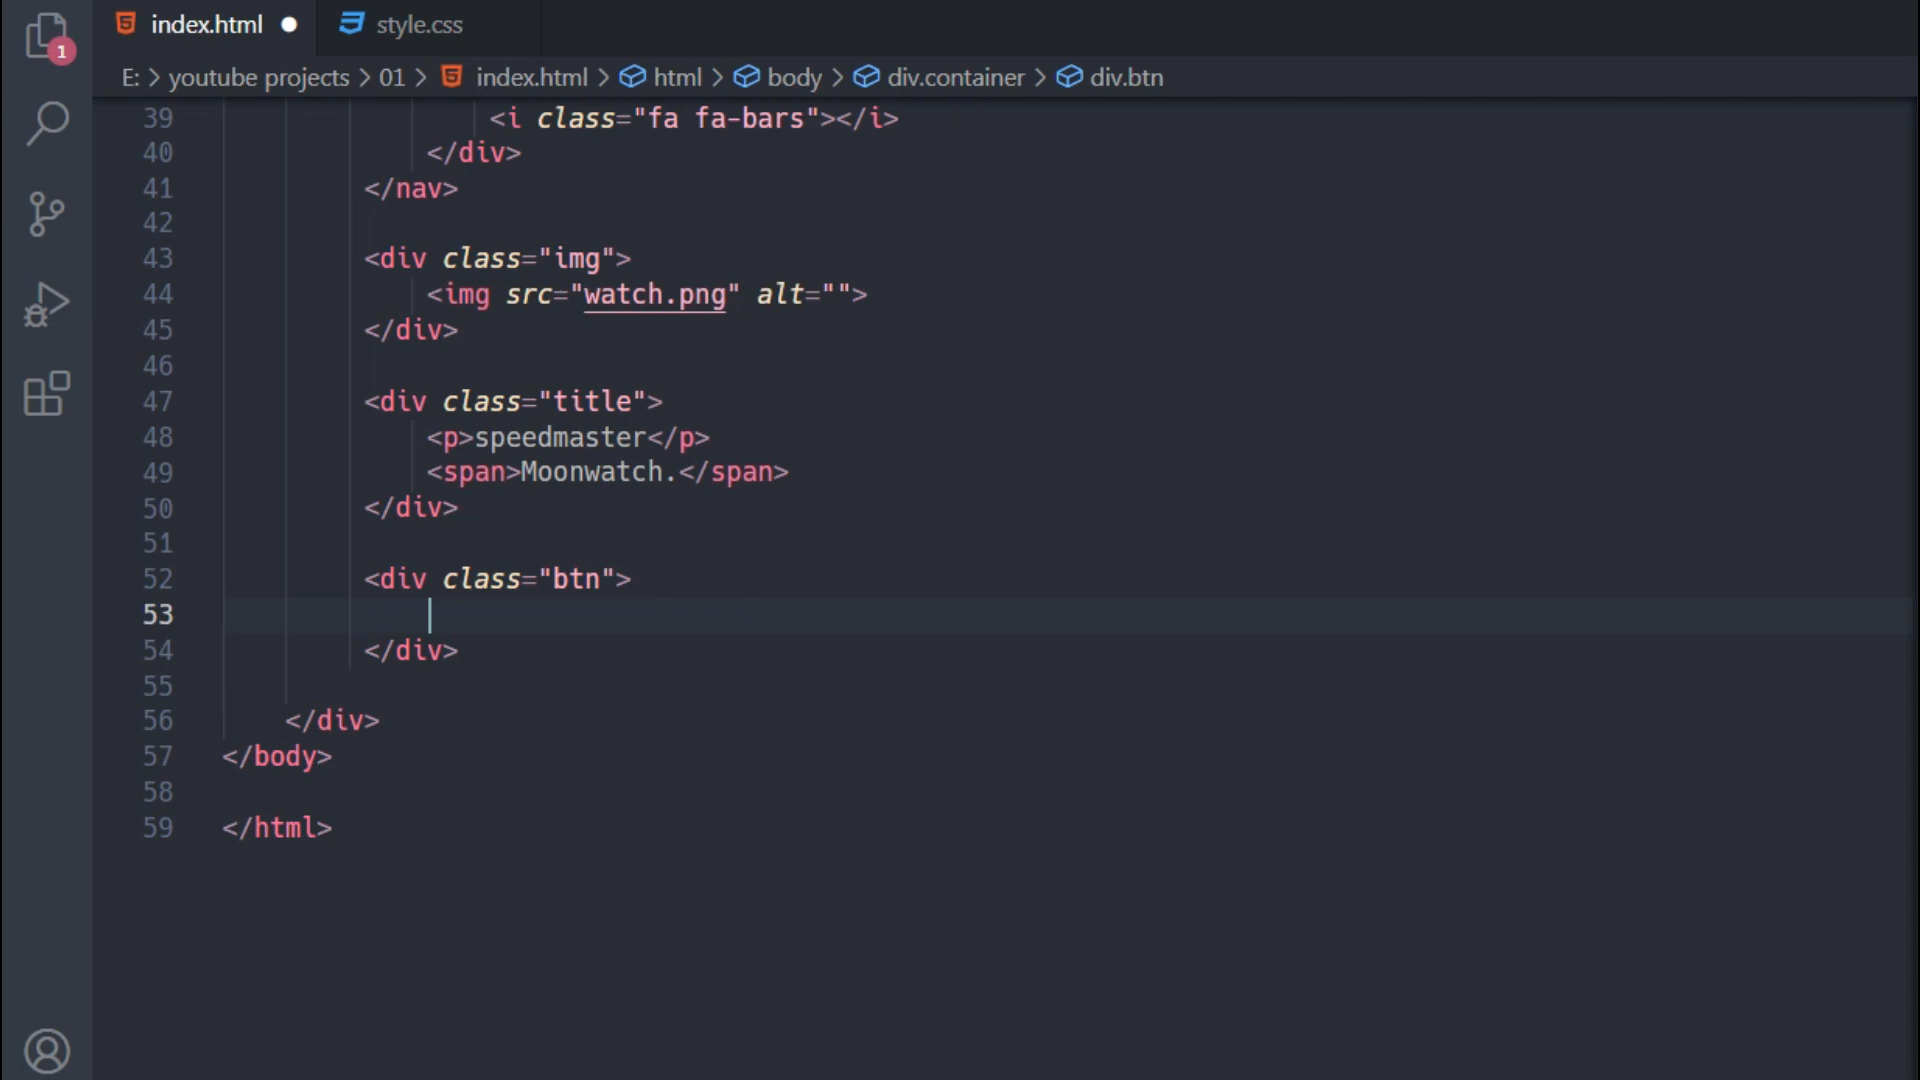 index.html
style.css
1
E: > youtube projects > 01 > index.html > html > body > div.container > div.btn
39 <i class="fa fa-bars"></i>
40 </div>
41 </nav>
42
43 <div class="img">
44 <img src="watch.png" alt="">
45 </div>
46
47 <div class="title">
48 <p>speedmaster</p>
49 <span>Moonwatch.</span>
50 </div>
51
52 <div class="btn">
53
54 </div>
55
56 </div>
57 </body>
58
59 </html>